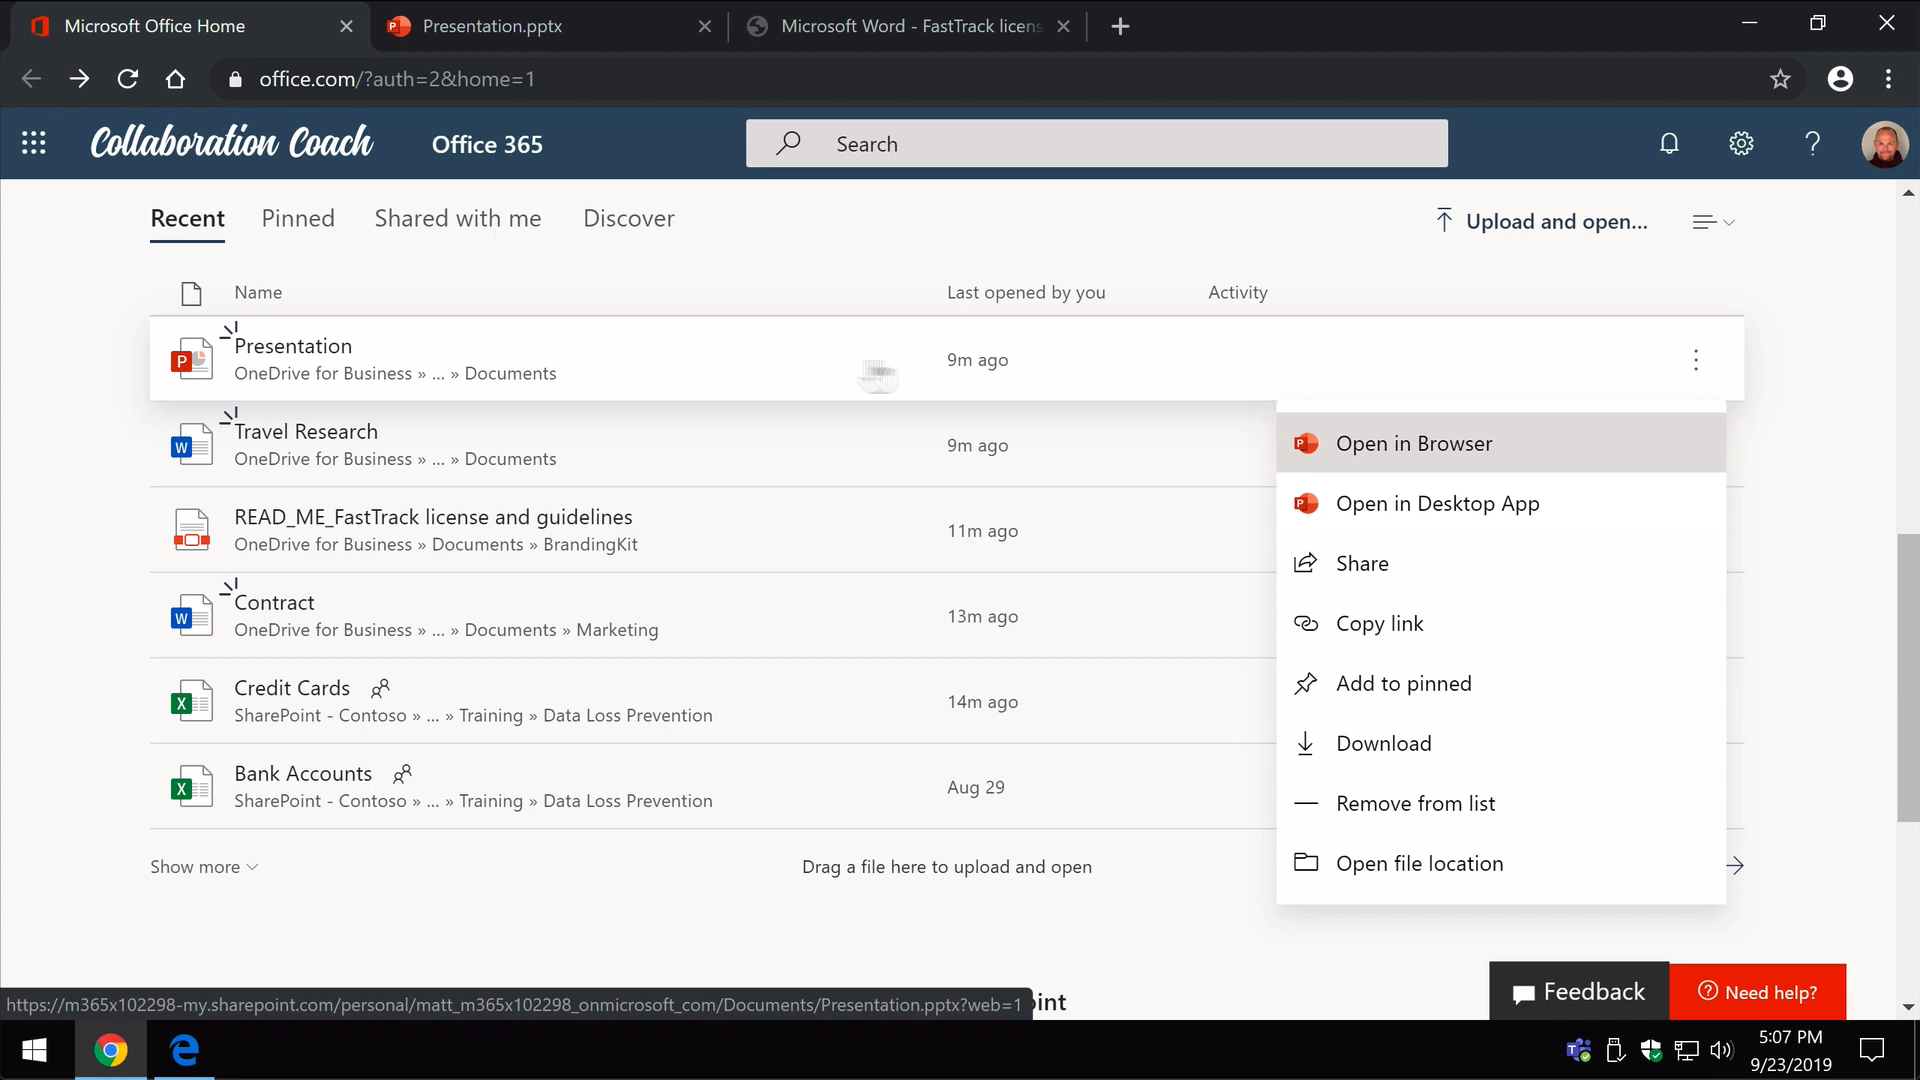 Microsoft Office Home
Presentation.pptx
Microsoft Word - FastTrack licens
office.com/?auth=2&home=1
Collaboration Coach
Office 365
Search
Recent
Pinned
Shared with me
Discover
Upload and open...
Name
Last opened by you
Activity
Presentation
OneDrive for Business » ... » Documents
9m ago
Travel Research
OneDrive for Business » ... » Documents
9m ago
READ_ME_FastTrack license and guidelines
OneDrive for Business » Documents » BrandingKit
11m ago
Contract
OneDrive for Business » ... » Documents » Marketing
13m ago
Credit Cards
SharePoint - Contoso » ... » Training » Data Loss Prevention
14m ago
Bank Accounts
SharePoint - Contoso » ... » Training » Data Loss Prevention
Aug 29
Open in Browser
Open in Desktop App
Share
Copy link
Add to pinned
Download
Remove from list
Open file location
Show more
Drag a file here to upload and open
Feedback
Need help?
https://m365x102298-my.sharepoint.com/personal/matt_m365x102298_onmicrosoft_com/Documents/Presentation.pptx?web=1
int
5:07 PM
9/23/2019